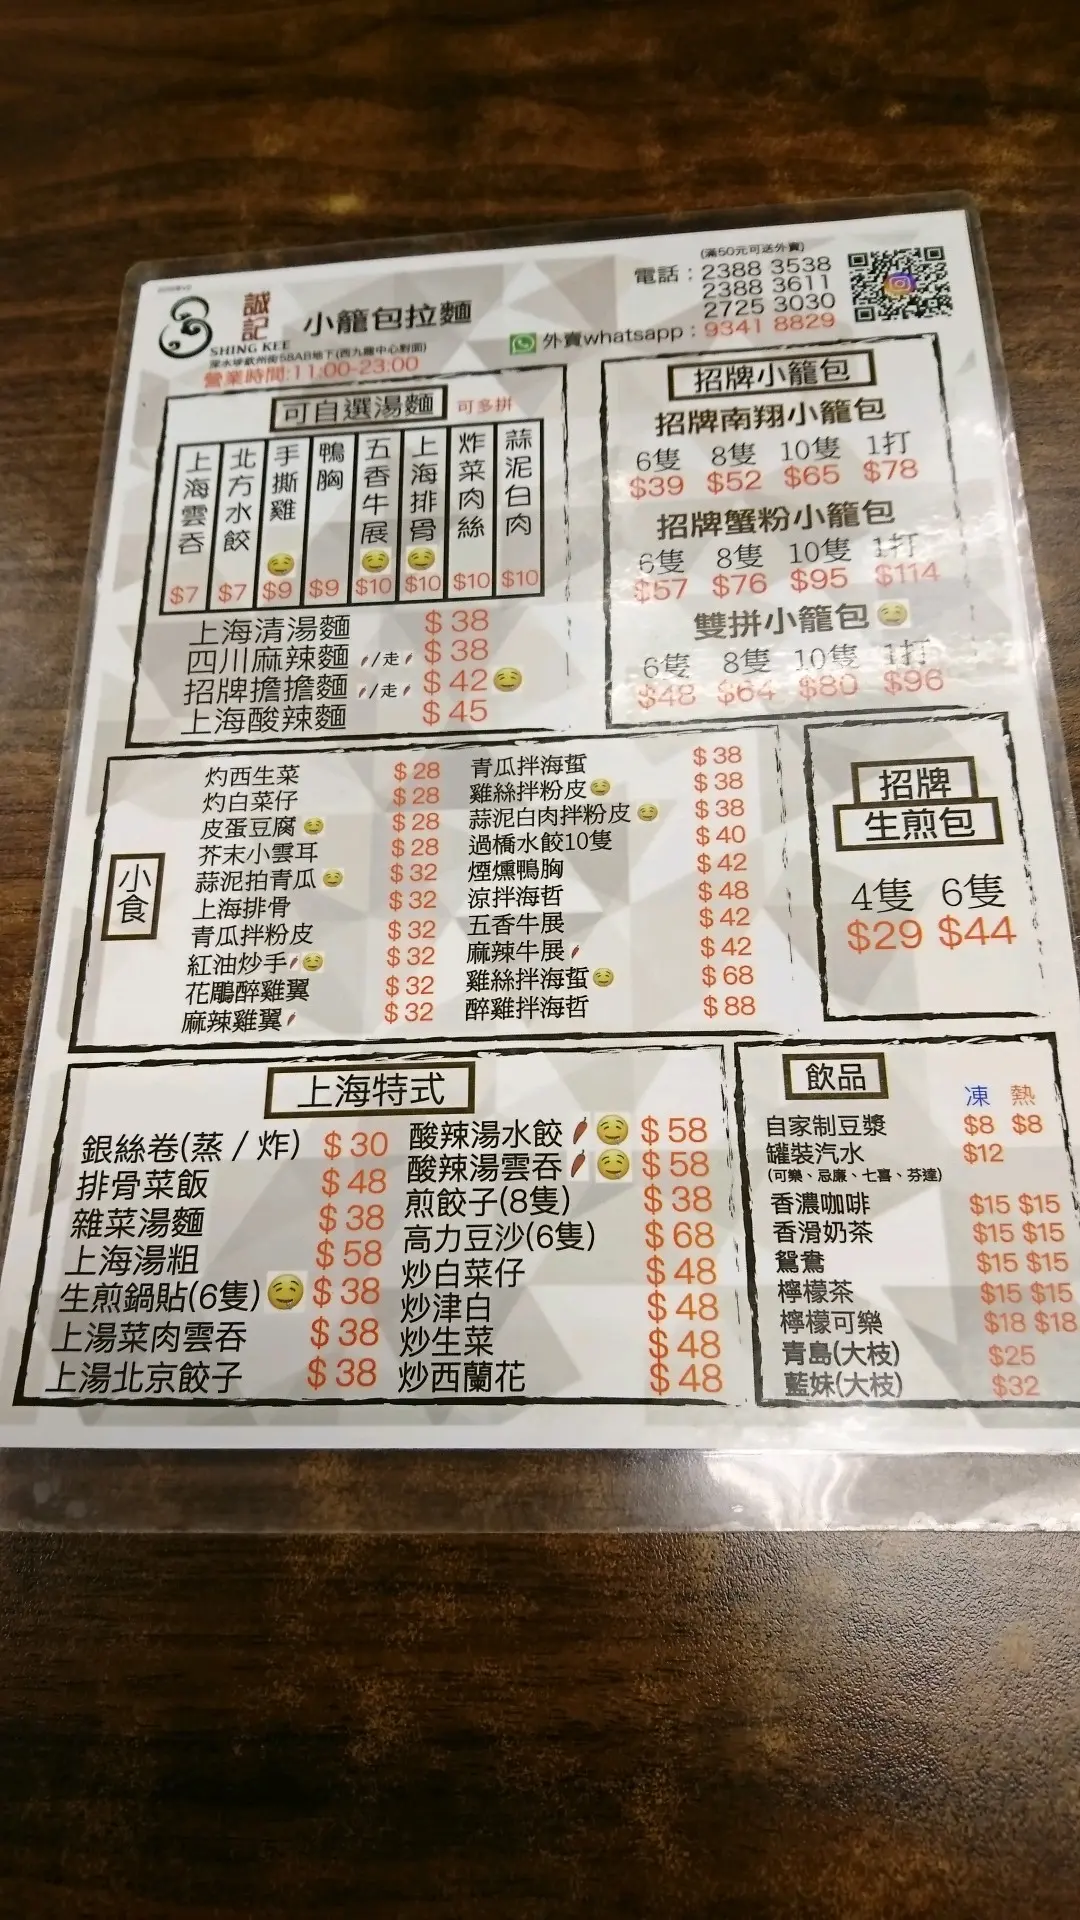 誠記
SHING KEE
小籠包拉麵
深水埗欽州街58AB地下(西九龍中心對面)
營業時間:11:00-23:00
(滿50元可送外賣)
電話：2388 3538
2388 3611
2725 3030
外賣whatsapp：9341 8829
可自選湯麵 可多拼
上海雲吞 $7
北方水餃 $7
手撕雞 $9
鴨胸 $9
五香牛展 $10
上海排骨 $10
炸菜肉絲 $10
蒜泥白肉 $10
上海清湯麵 $38
四川麻辣麵 /走 $38
招牌擔擔麵 /走 $42
上海酸辣麵 $45
招牌小籠包
招牌南翔小籠包
6隻 8隻 10隻 1打
$39 $52 $65 $78
招牌蟹粉小籠包
6隻 8隻 10隻 1打
$57 $76 $95 $114
雙拼小籠包
6隻 8隻 10隻 1打
$48 $64 $80 $96
小食
灼西生菜 $28
灼白菜仔 $28
皮蛋豆腐 $28
芥末小雲耳 $28
蒜泥拍青瓜 $32
上海排骨 $32
青瓜拌粉皮 $32
紅油炒手 $32
花鵰醉雞翼 $32
麻辣雞翼 $32
青瓜拌海蜇 $38
雞絲拌粉皮 $38
蒜泥白肉拌粉皮 $38
過橋水餃10隻 $40
煙燻鴨胸 $42
涼拌海哲 $48
五香牛展 $42
麻辣牛展 $42
雞絲拌海蜇 $68
醉雞拌海哲 $88
招牌
生煎包
4隻 6隻
$29 $44
上海特式
銀絲卷(蒸 / 炸) $30
排骨菜飯 $48
雜菜湯麵 $38
上海湯粗 $58
生煎鍋貼(6隻) $38
上湯菜肉雲吞 $38
上湯北京餃子 $38
酸辣湯水餃 $58
酸辣湯雲吞 $58
煎餃子(8隻) $38
高力豆沙(6隻) $68
炒白菜仔 $48
炒津白 $48
炒生菜 $48
炒西蘭花 $48
飲品
凍 熱
自家制豆漿 $8 $8
罐裝汽水 $12
(可樂、忌廉、七喜、芬達)
香濃咖啡 $15 $15
香滑奶茶 $15 $15
鴛鴦 $15 $15
檸檬茶 $15 $15
檸檬可樂 $18 $18
青島(大枝) $25
藍妹(大枝) $32